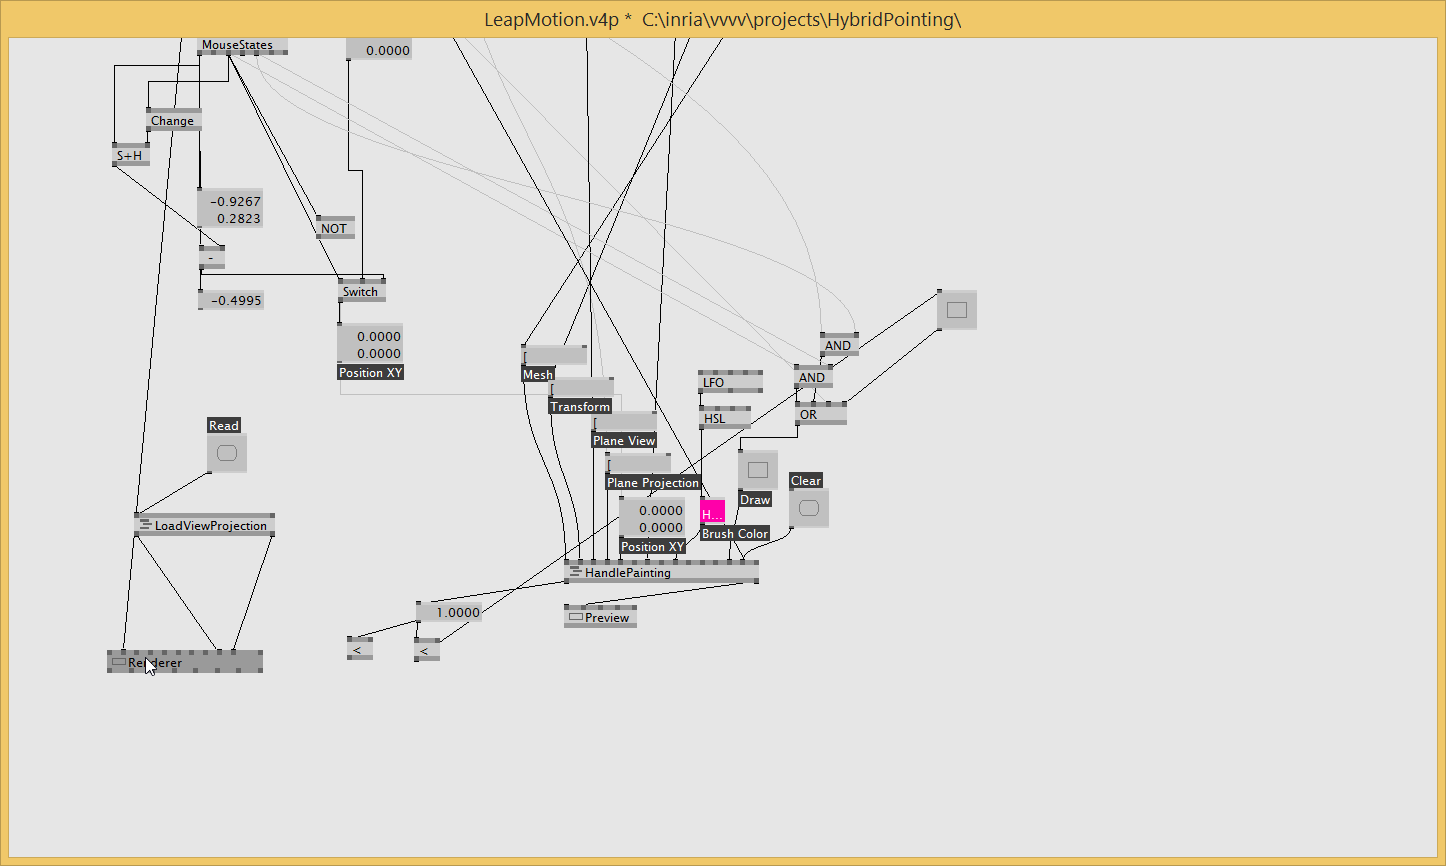 LeapMotion.v4p *  C:\inria\vvvv\projects\HybridPointing\
MouseStates
0.0000
Change
S+H
-0.9267
0.2823
NOT
-
-0.4995
Switch
0.0000
0.0000
Position XY
AND
AND
OR
[
Mesh
[
Transform
[
Plane View
[
Plane Projection
LFO
HSL
Read
LoadViewProjection
0.0000
0.0000
Position XY
H...
Brush Color
Draw
Clear
HandlePainting
1.0000
Preview
<
<
Renderer